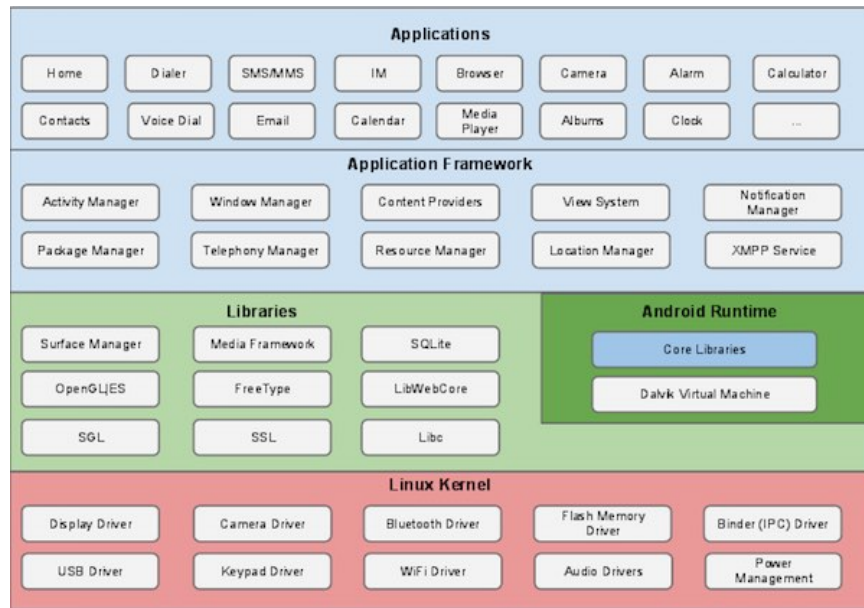 Applications
Home
Dialer
SMS/MMS
IM
Browser
Camera
Alarm
Calculator
Contacts
Voice Dial
Email
Calendar
Media
Player
Albums
Clock
...
Application Framework
Activity Manager
Window Manager
Content Providers
View System
Notification
Manager
Package Manager
Telephony Manager
Resource Manager
Location Manager
XMPP Service
Libraries
Android Runtime
Surface Manager
Media Framework
SQLite
Core Libraries
OpenGL|ES
FreeType
LibWebCore
Dalvik Virtual Machine
SGL
SSL
Libc
Linux Kernel
Display Driver
Camera Driver
Bluetooth Driver
Flash Memory
Driver
Binder (IPC) Driver
USB Driver
Keypad Driver
WiFi Driver
Audio Drivers
Power
Management